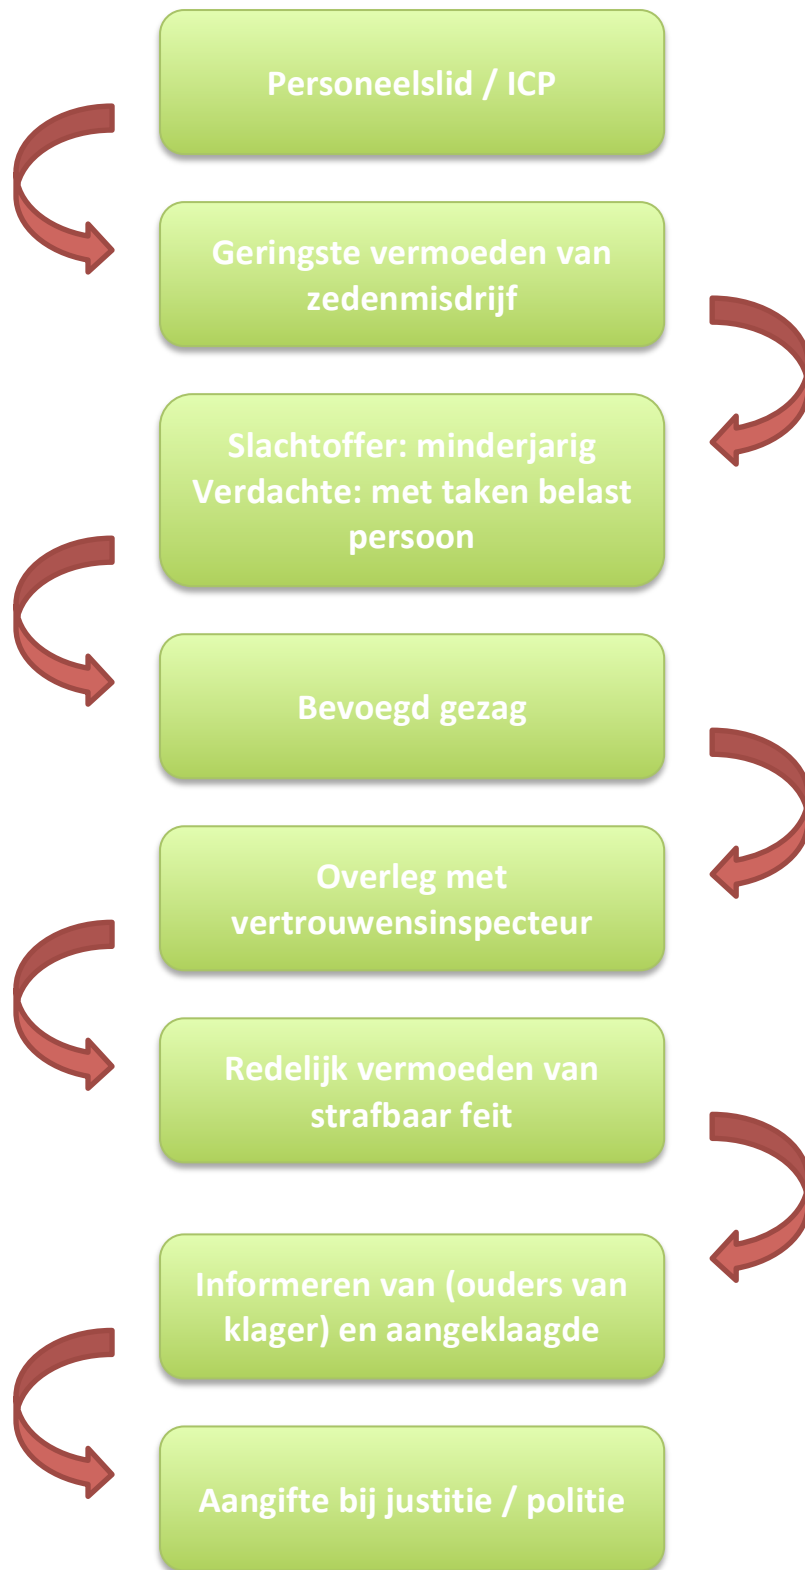 Personeelslid / ICP
Geringste vermoeden van
zedenmisdrijf
Slachtoffer: minderjarig
Verdachte: met taken belast
persoon
Bevoegd gezag
Overleg met
vertrouwensinspecteur
Redelijk vermoeden van
strafbaar feit
Informeren van (ouders van
klager) en aangeklaagde
Aangifte bij justitie / politie